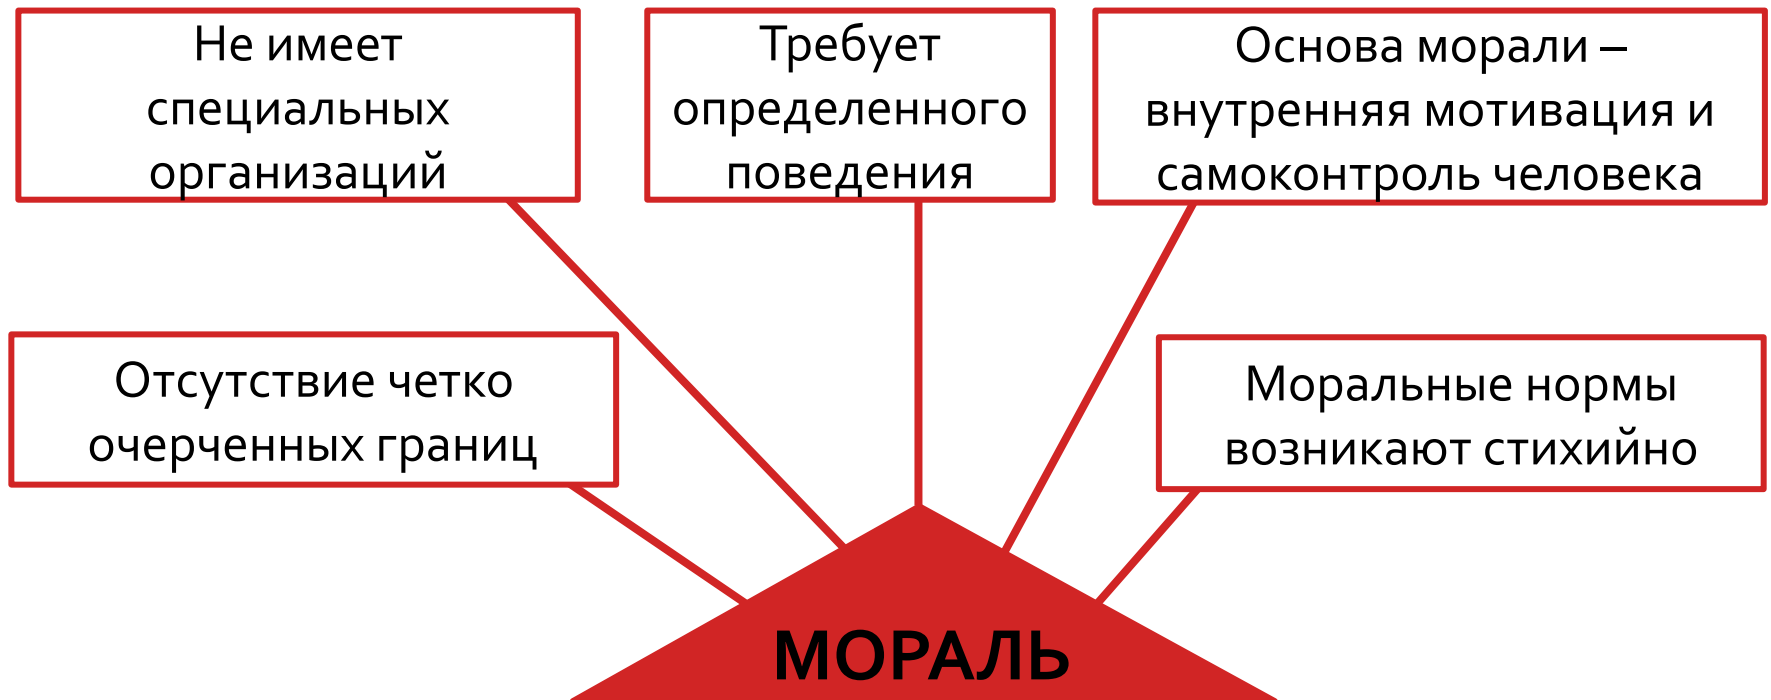 Не имеет
специальных
организаций
Требует
определенного
поведения
Основа морали –
внутренняя мотивация и
самоконтроль человека
Отсутствие четко
очерченных границ
Моральные нормы
возникают стихийно
МОРАЛЬ